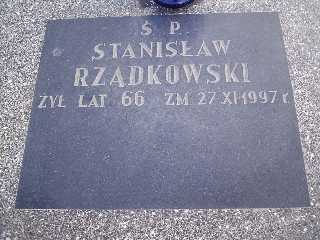 Ś P
STANISŁAW
RZĄDKOWSKI
ŻYŁ LAT 66 ZM 27 XI 1997 r.